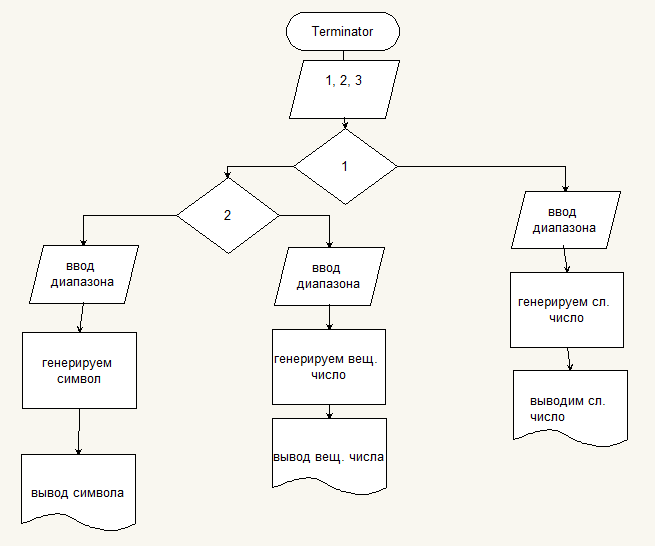 Terminator
1, 2, 3
1
2
ввод
диапазона
ввод
диапазона
ввод
диапазона
генерируем сл.
число
генерируем
символ
генерируем вещ.
число
выводим сл.
число
вывод символа
вывод вещ. числа